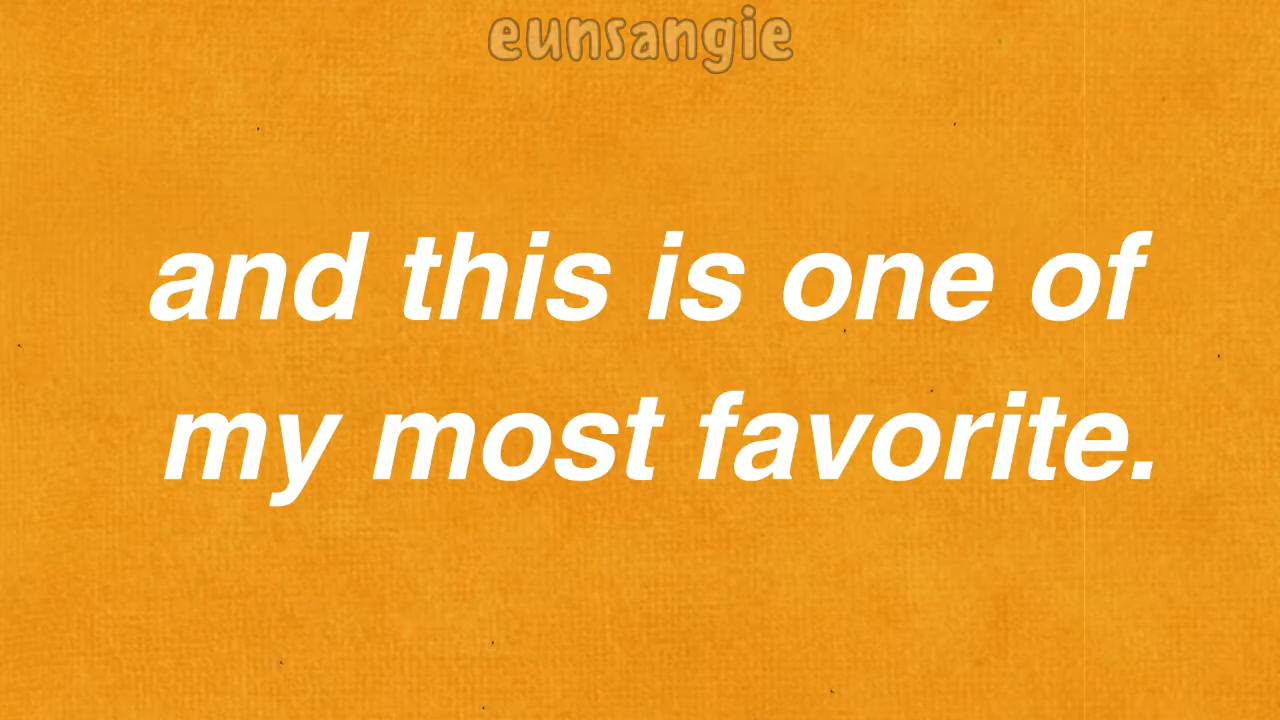 eunsangie
and this is one of
my most favorite.